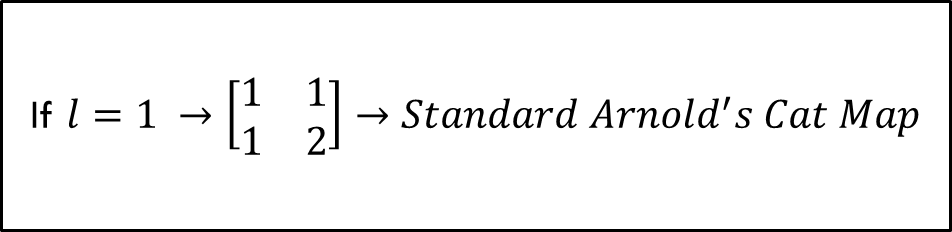 If l = 1 → [1 1
1 2] → Standard Arnold's Cat Map